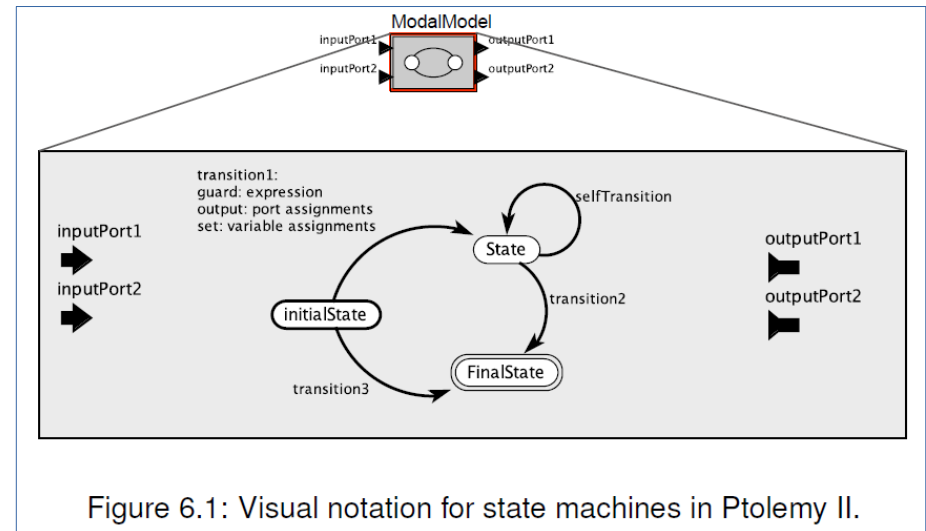 ModalModel
inputPort1
outputPort1
inputPort2
outputPort2
transition1:
guard: expression
output: port assignments
set: variable assignments
selfTransition
inputPort1
outputPort1
State
inputPort2
outputPort2
transition2
initialState
FinalState
transition3
Figure 6.1: Visual notation for state machines in Ptolemy II.